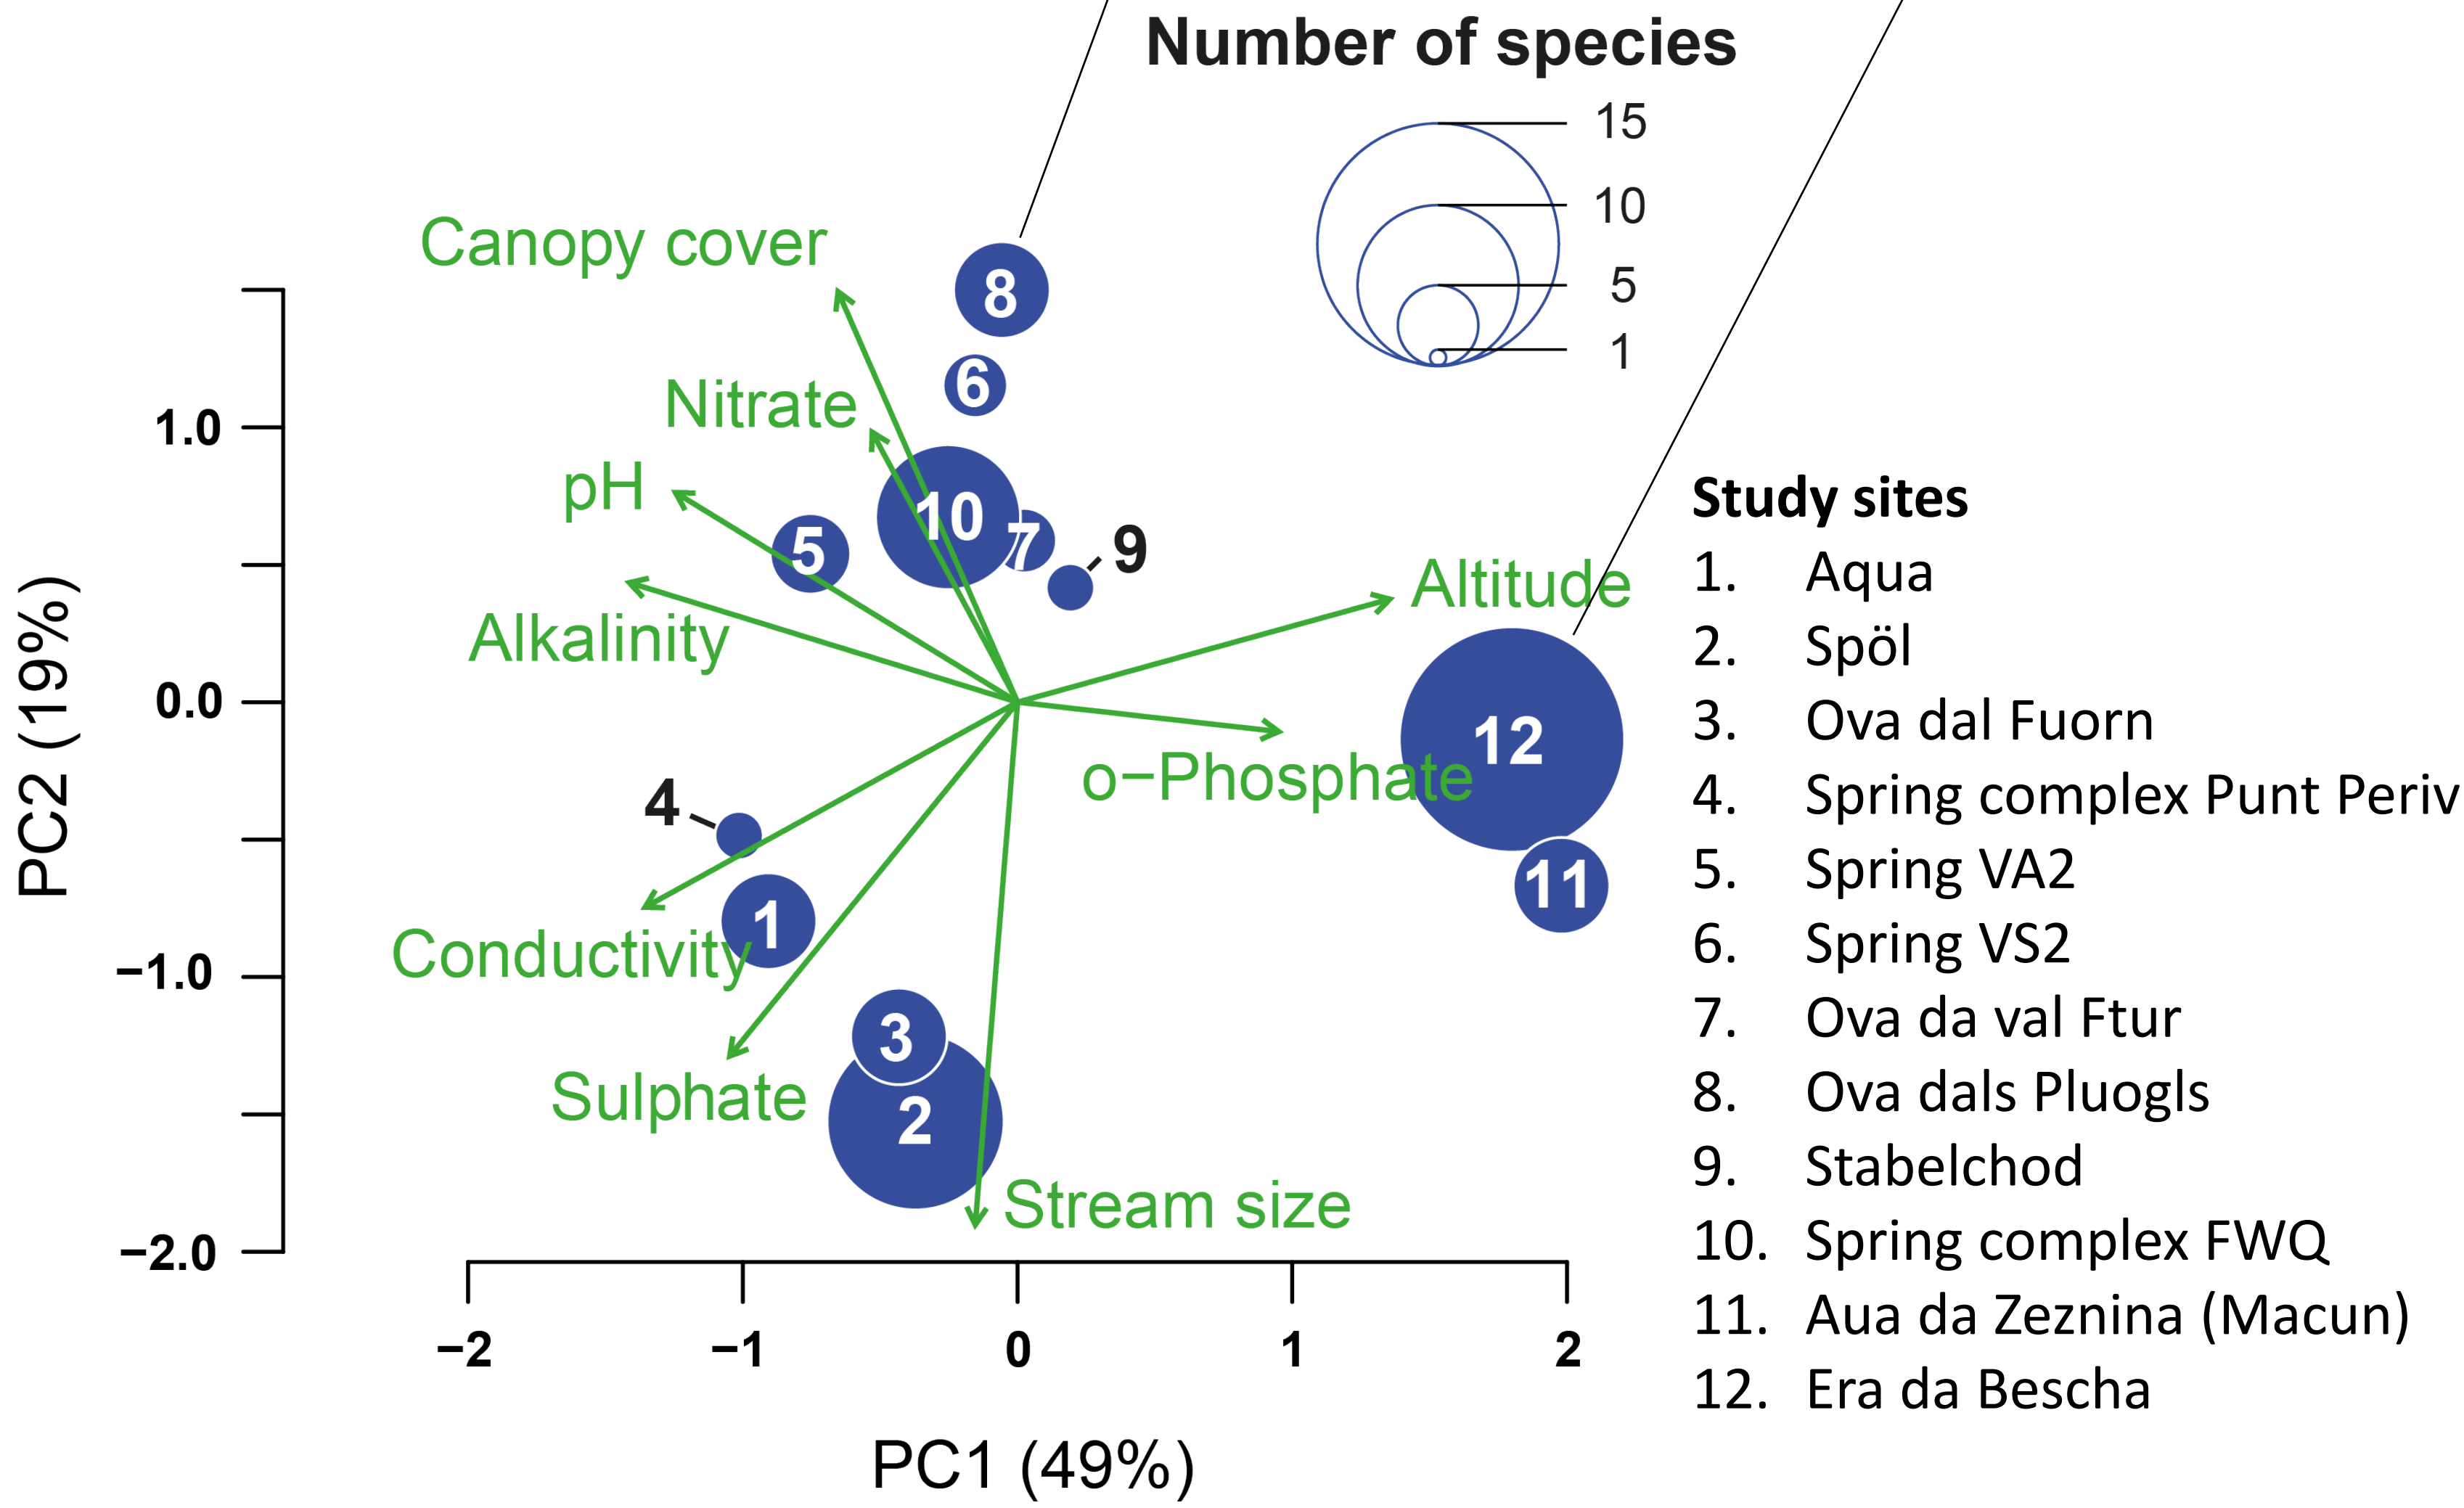 Number of species
15
10
5
1
Canopy cover
8
6
Nitrate
1.0
pH
10
7
9
5
Alkalinity
Altitude
0.0
12
o−Phosphate
4
11
1
Conductivity
−1.0
3
Sulphate
2
Stream size
−2.0
PC2 (19%)
−2
−1
0
1
2
PC1 (49%)
Study sites
1. Aqua
2. Spöl
3. Ova dal Fuorn
4. Spring complex Punt Periv
5. Spring VA2
6. Spring VS2
7. Ova da val Ftur
8. Ova dals Pluogls
9. Stabelchod
10. Spring complex FWQ
11. Aua da Zeznina (Macun)
12. Era da Bescha